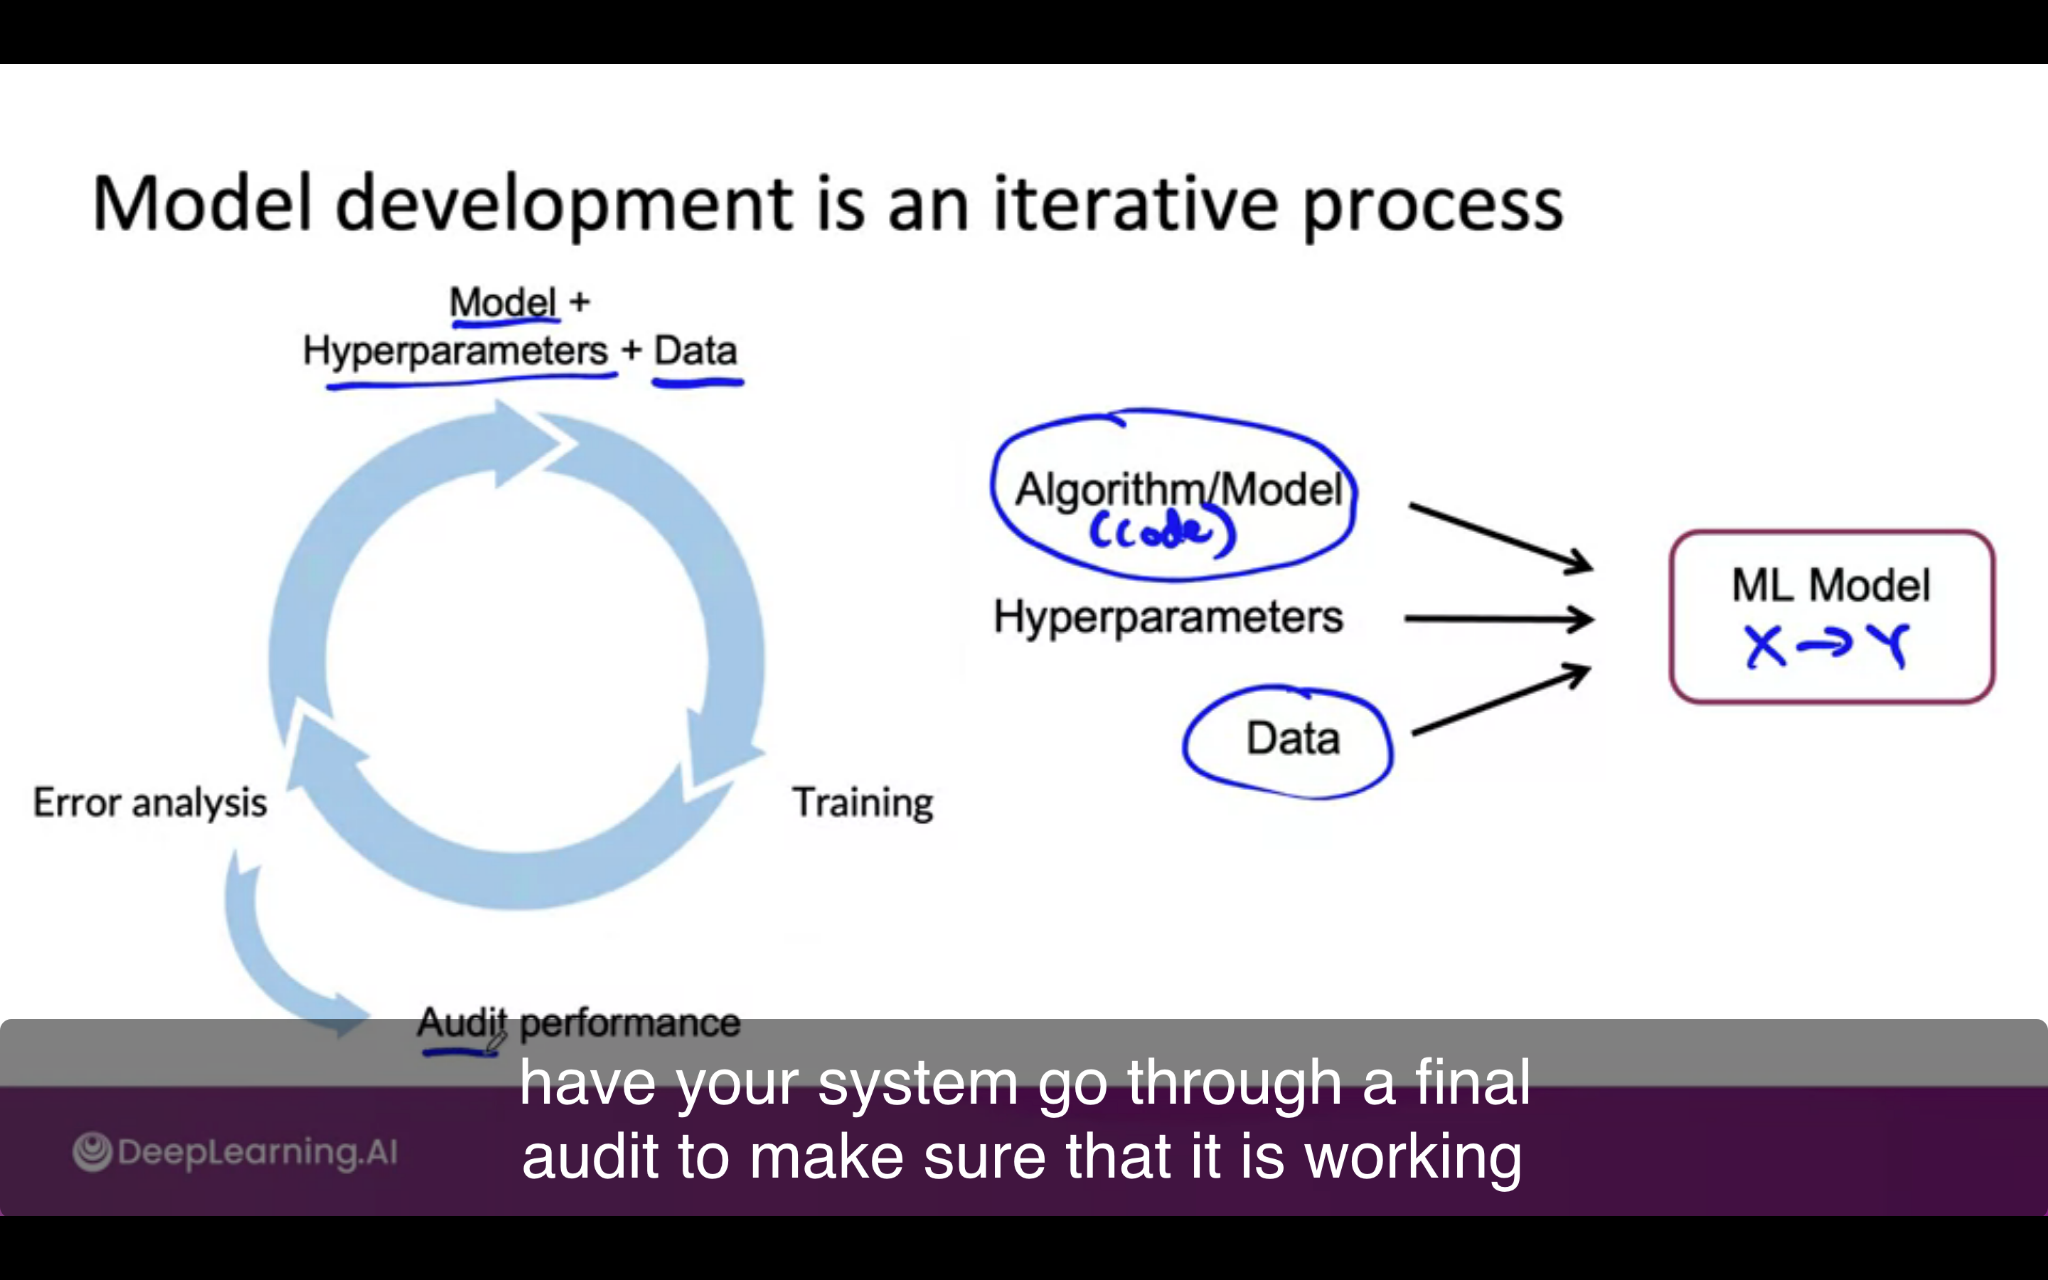 Model development is an iterative process
Model +
Hyperparameters + Data
Training
Error analysis
Audit performance
Algorithm/Model
(code)
Hyperparameters
Data
ML Model
X → Y
have your system go through a final
audit to make sure that it is working
DeepLearning.AI